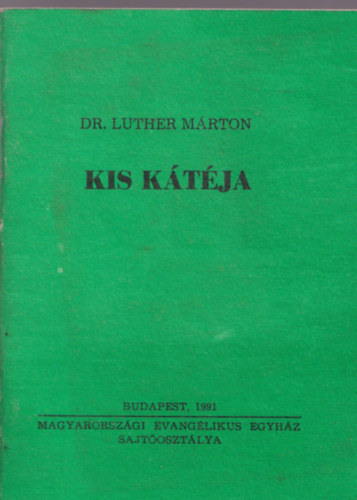 DR. LUTHER MÁRTON
KIS KÁTÉJA
BUDAPEST, 1991
MAGYARORSZÁGI EVANGÉLIKUS EGYHÁZ
SAJTÓOSZTÁLYA